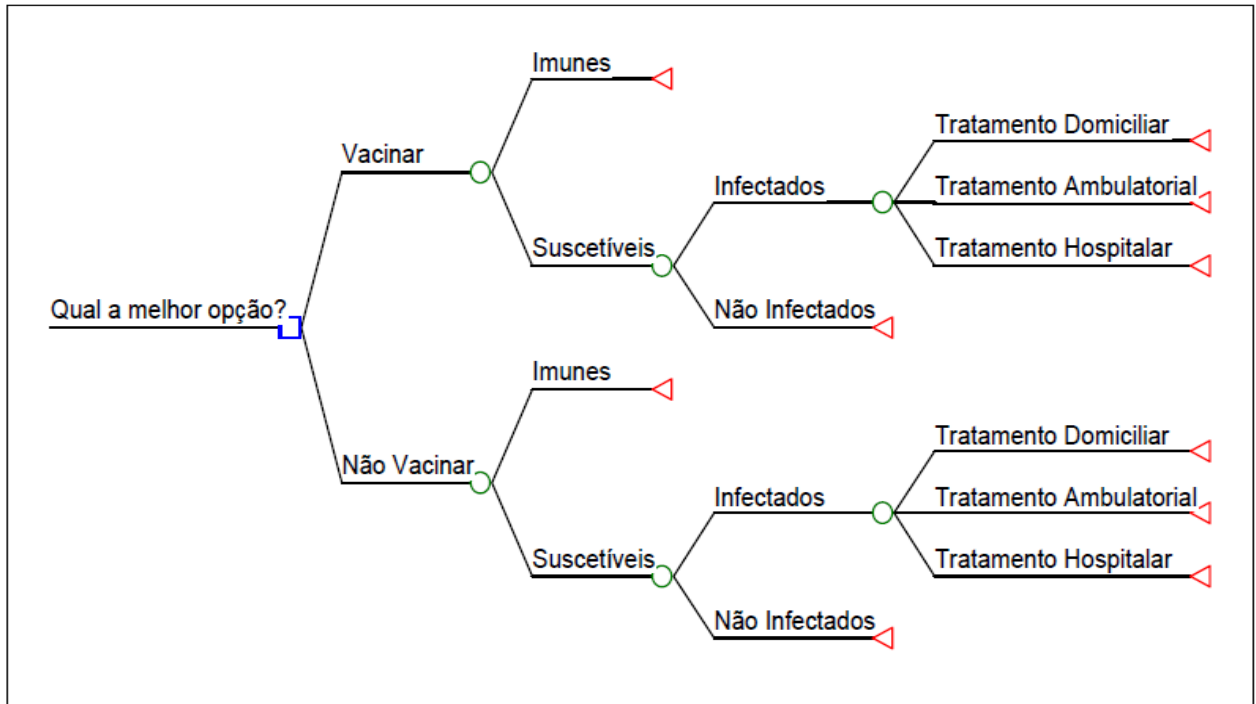 Imunes
Tratamento Domiciliar
Vacinar
Infectados
Tratamento Ambulatorial
Suscetíveis
Tratamento Hospitalar
Qual a melhor opção?
Não Infectados
Imunes
Tratamento Domiciliar
Não Vacinar
Infectados
Tratamento Ambulatorial
Suscetíveis
Tratamento Hospitalar
Não Infectados